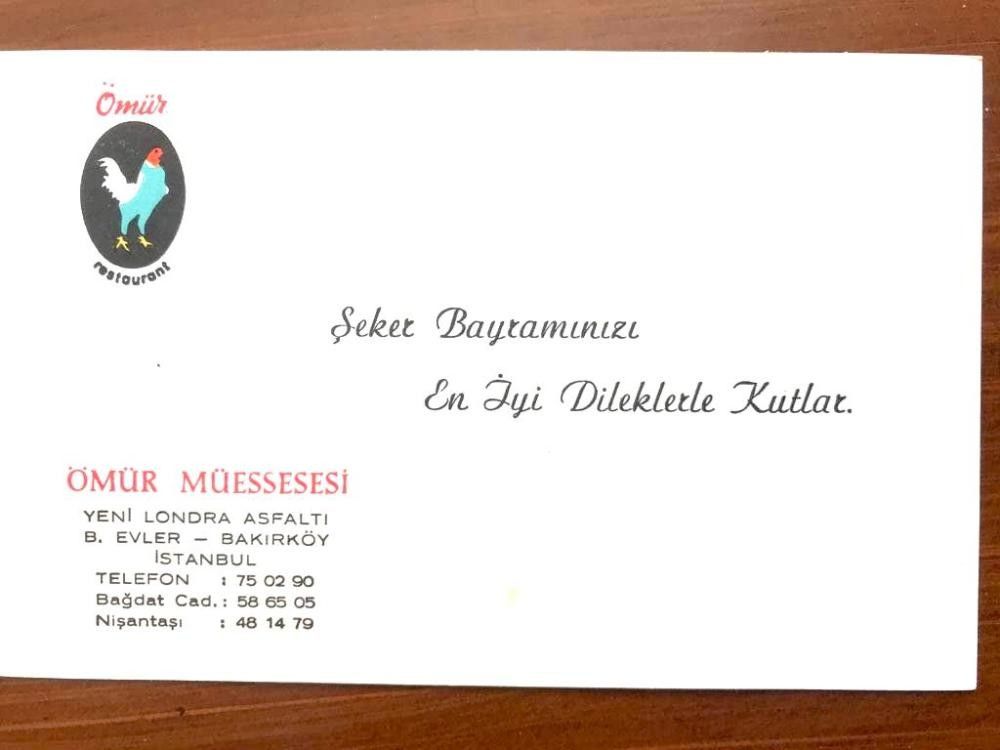 Ömür
restaurant
Şeker Bayramınızı
En İyi Dileklerle Kutlar.
ÖMÜR MÜESSESESİ
YENİ LONDRA ASFALTI
B. EVLER — BAKIRKÖY
İSTANBUL
TELEFON : 75 02 90
Bağdat Cad. : 58 65 05
Nişantaşı : 48 14 79